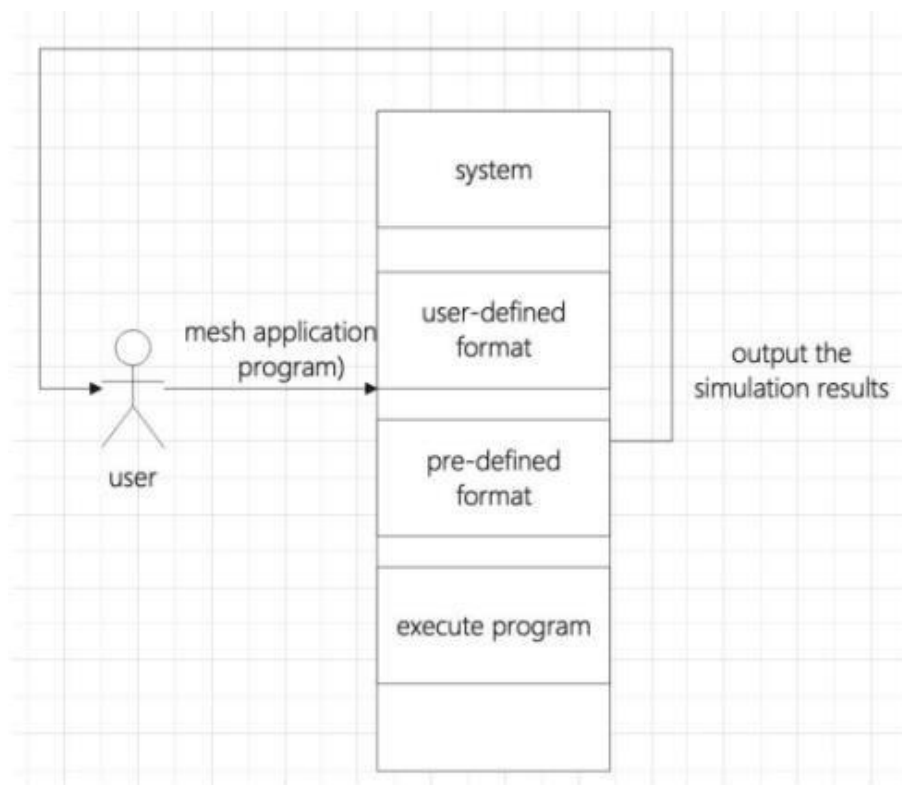 system
user-defined
format
mesh application
program)
output the
simulation results
pre-defined
format
user
execute program